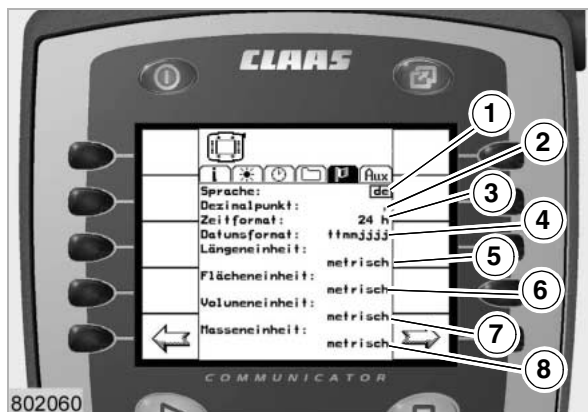 CLAAS
i Aux
Sprache: de
Dezimalpunkt: ,
Zeitformat: 24 h
Datumsformat: ttmmjjjj
Längeneinheit:
metrisch
Flächeneinheit:
metrisch
Volumeneinheit:
metrisch
Masseneinheit:
metrisch
COMMUNICATOR
802060
1
2
3
4
5
6
7
8